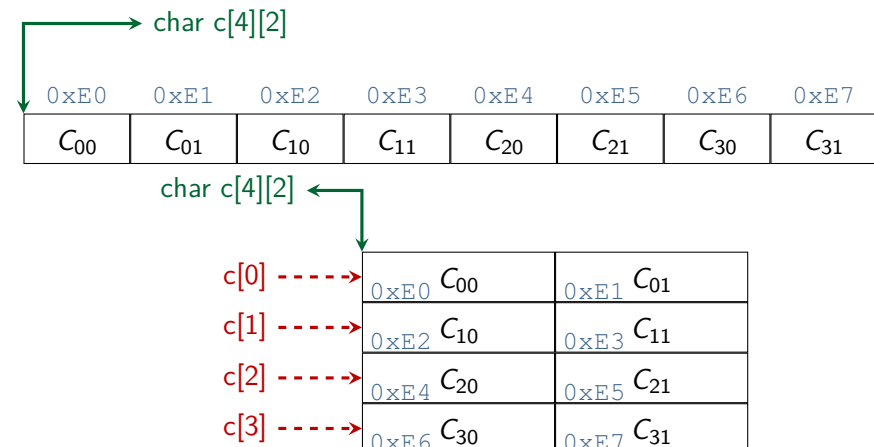 char c[4][2]
0xE0 0xE1 0xE2 0xE3 0xE4 0xE5 0xE6 0xE7
C00 C01 C10 C11 C20 C21 C30 C31
char c[4][2]
c[0] 0xE0 C00 0xE1 C01
c[1] 0xE2 C10 0xE3 C11
c[2] 0xE4 C20 0xE5 C21
c[3] 0xE6 C30 0xE7 C31